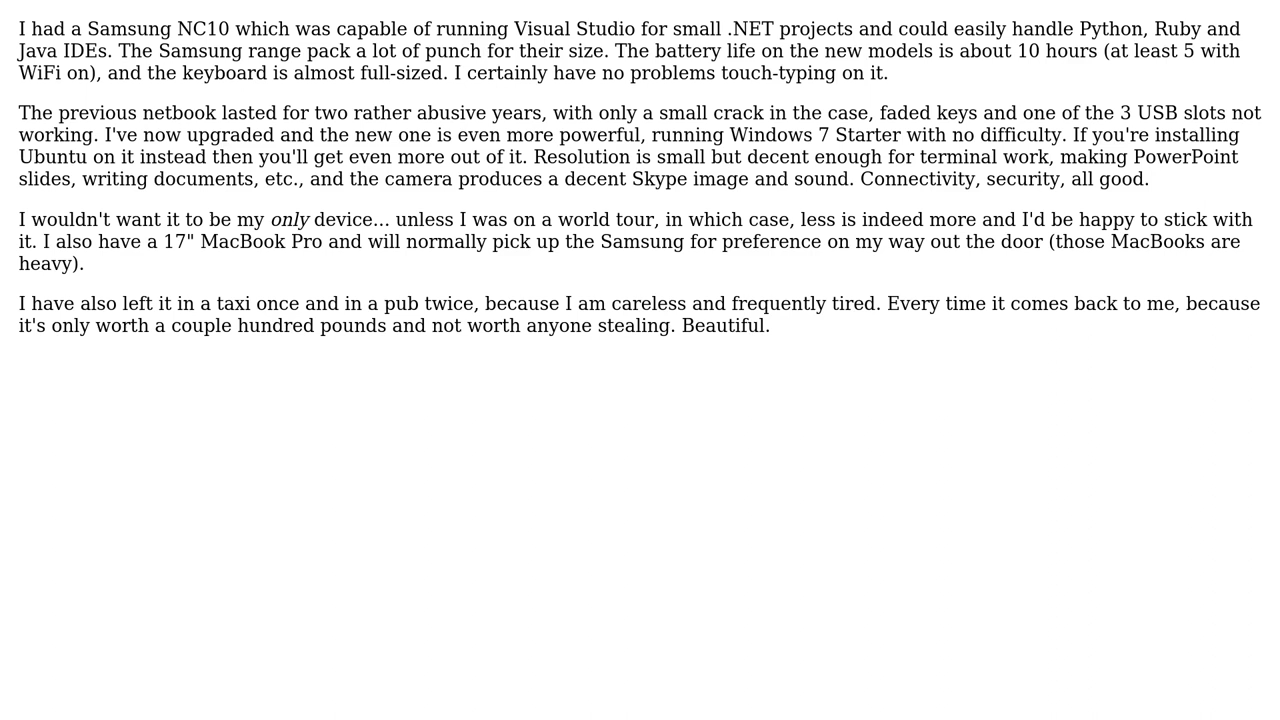 I had a Samsung NC10 which was capable of running Visual Studio for small .NET projects and could easily handle Python, Ruby and
Java IDEs. The Samsung range pack a lot of punch for their size. The battery life on the new models is about 10 hours (at least 5 with
WiFi on), and the keyboard is almost full-sized. I certainly have no problems touch-typing on it.
The previous netbook lasted for two rather abusive years, with only a small crack in the case, faded keys and one of the 3 USB slots not
working. I've now upgraded and the new one is even more powerful, running Windows 7 Starter with no difficulty. If you're installing
Ubuntu on it instead then you'll get even more out of it. Resolution is small but decent enough for terminal work, making PowerPoint
slides, writing documents, etc., and the camera produces a decent Skype image and sound. Connectivity, security, all good.
I wouldn't want it to be my only device... unless I was on a world tour, in which case, less is indeed more and I'd be happy to stick with
it. I also have a 17" MacBook Pro and will normally pick up the Samsung for preference on my way out the door (those MacBooks are
heavy).
I have also left it in a taxi once and in a pub twice, because I am careless and frequently tired. Every time it comes back to me, because
it's only worth a couple hundred pounds and not worth anyone stealing. Beautiful.